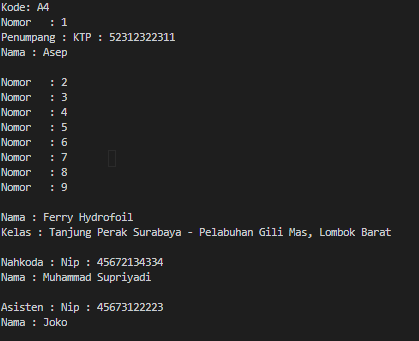 Kode: A4
Nomor   : 1
Penumpang : KTP : 52312322311
Nama : Asep

Nomor   : 2
Nomor   : 3
Nomor   : 4
Nomor   : 5
Nomor   : 6
Nomor   : 7
Nomor   : 8
Nomor   : 9

Nama : Ferry Hydrofoil
Kelas : Tanjung Perak Surabaya - Pelabuhan Gili Mas, Lombok Barat

Nahkoda : Nip : 45672134334
Nama : Muhammad Supriyadi

Asisten : Nip : 45673122223
Nama : Joko